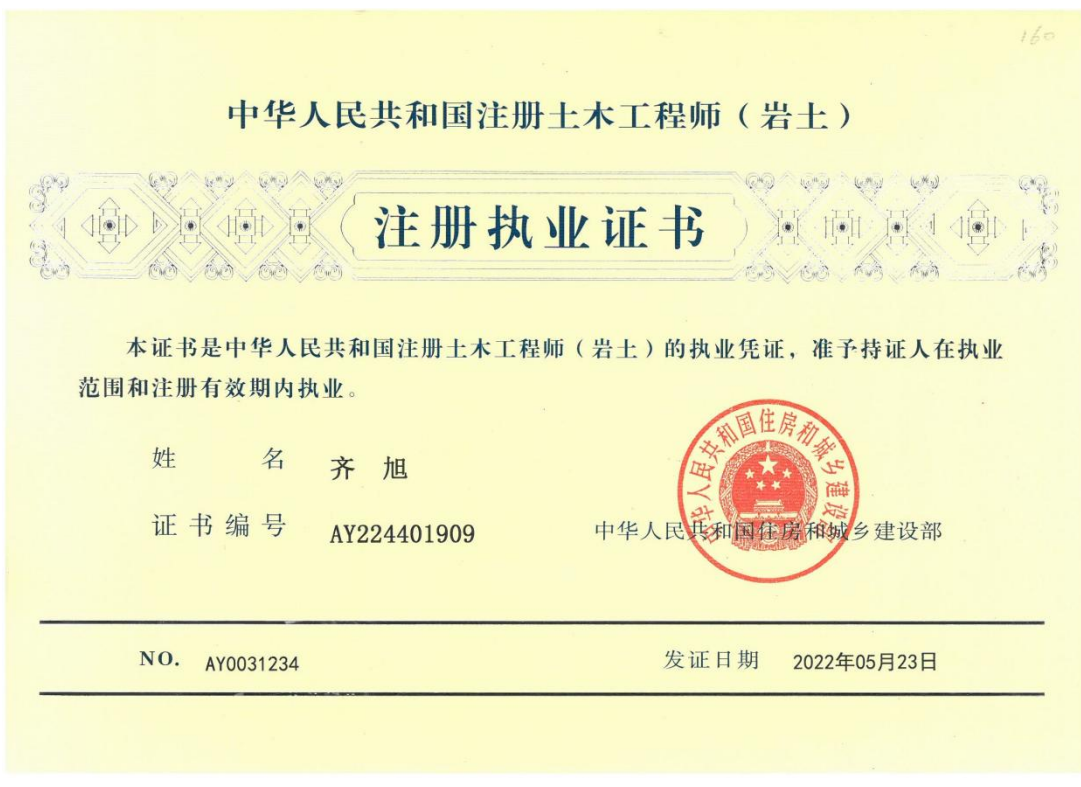 160
中华人民共和国注册土木工程师（岩土）
注册执业证书
本证书是中华人民共和国注册土木工程师（岩土）的执业凭证，准予持证人在执业
范围和注册有效期内执业。
姓名 齐旭
证书编号 AY224401909
中华人民共和国住房和城乡建设部
中华人民共和国住房和城乡建设部
NO. AY0031234
发证日期 2022年05月23日